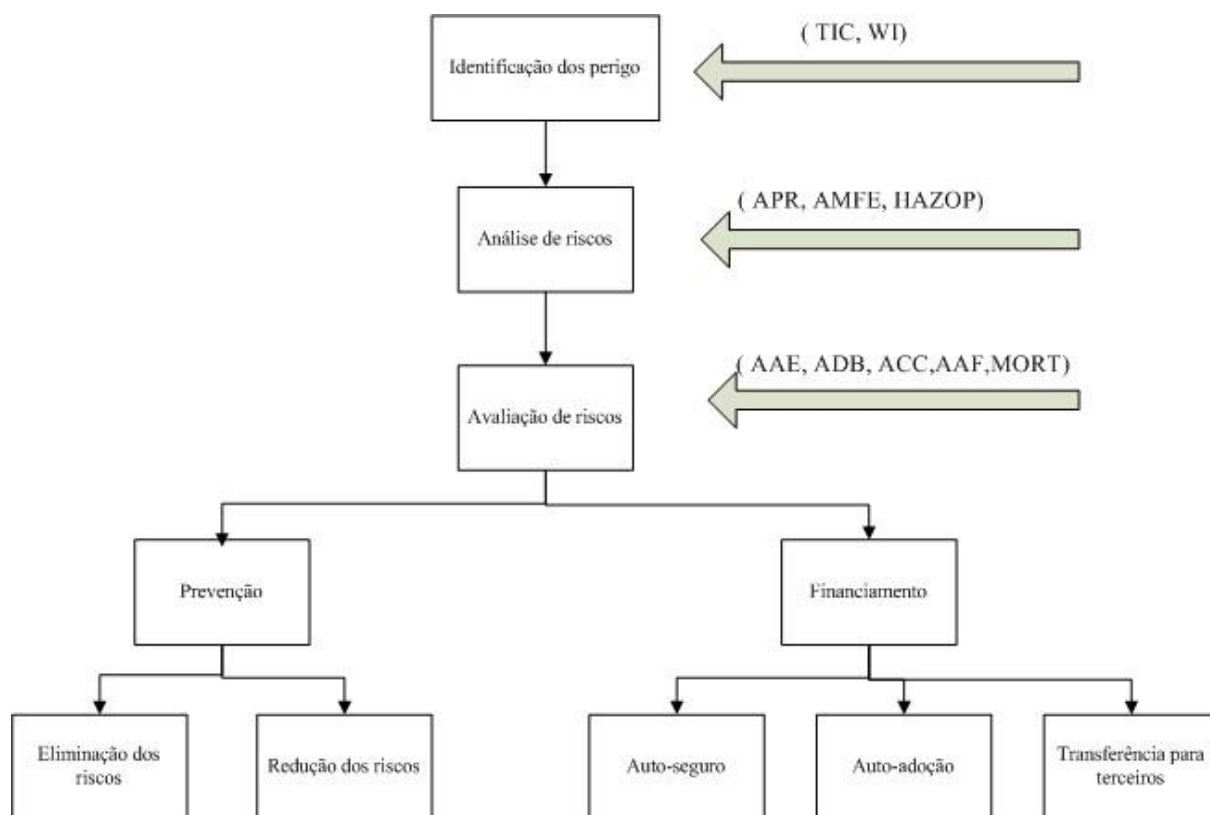 ( TIC, WI)
Identificação dos perigo
( APR, AMFE, HAZOP)
Análise de riscos
( AAE, ADB, ACC,AAF,MORT)
Avaliação de riscos
Prevenção
Financiamento
Eliminação dos
riscos
Redução dos riscos
Auto-seguro
Auto-adoção
Transferência para
terceiros